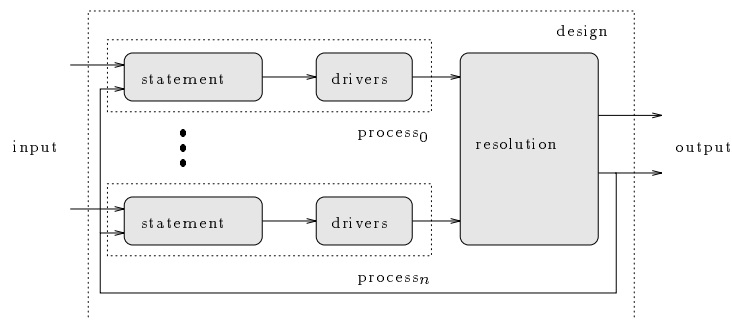 design
statement
drivers
process0
input
resolution
output
statement
drivers
processn